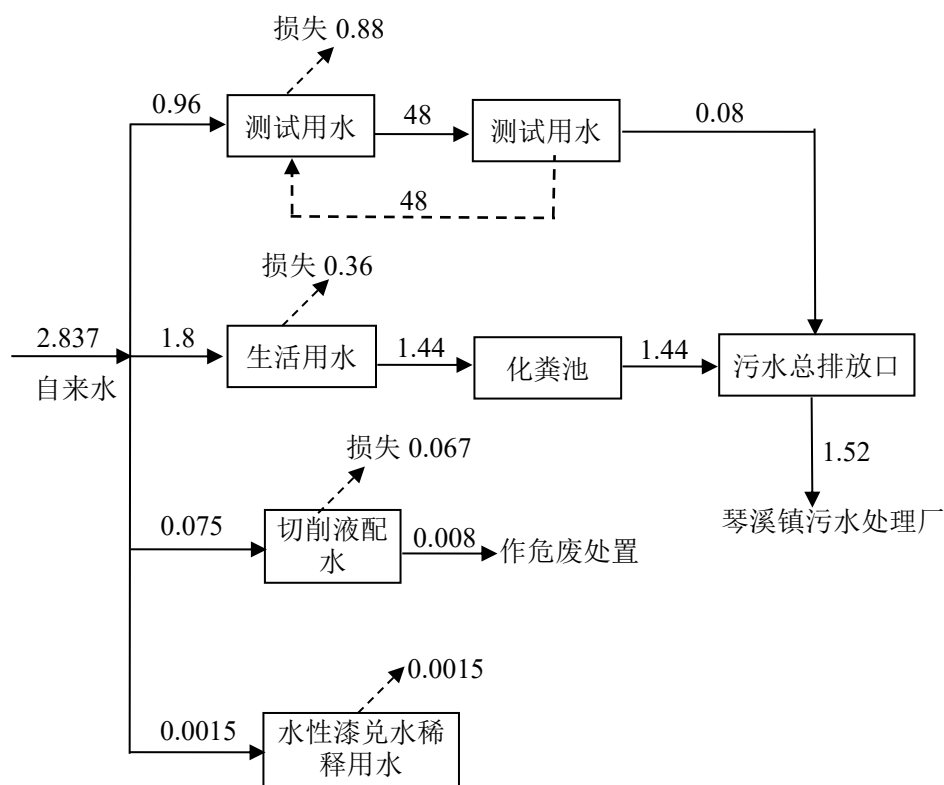 损失 0.88
0.96
测试用水
48
测试用水
0.08
48
损失 0.36
2.837
自来水
1.8
生活用水
1.44
化粪池
1.44
污水总排放口
1.52
琴溪镇污水处理厂
损失 0.067
0.075
切削液配
水
0.008
作危废处置
0.0015
0.0015
水性漆兑水稀
释用水